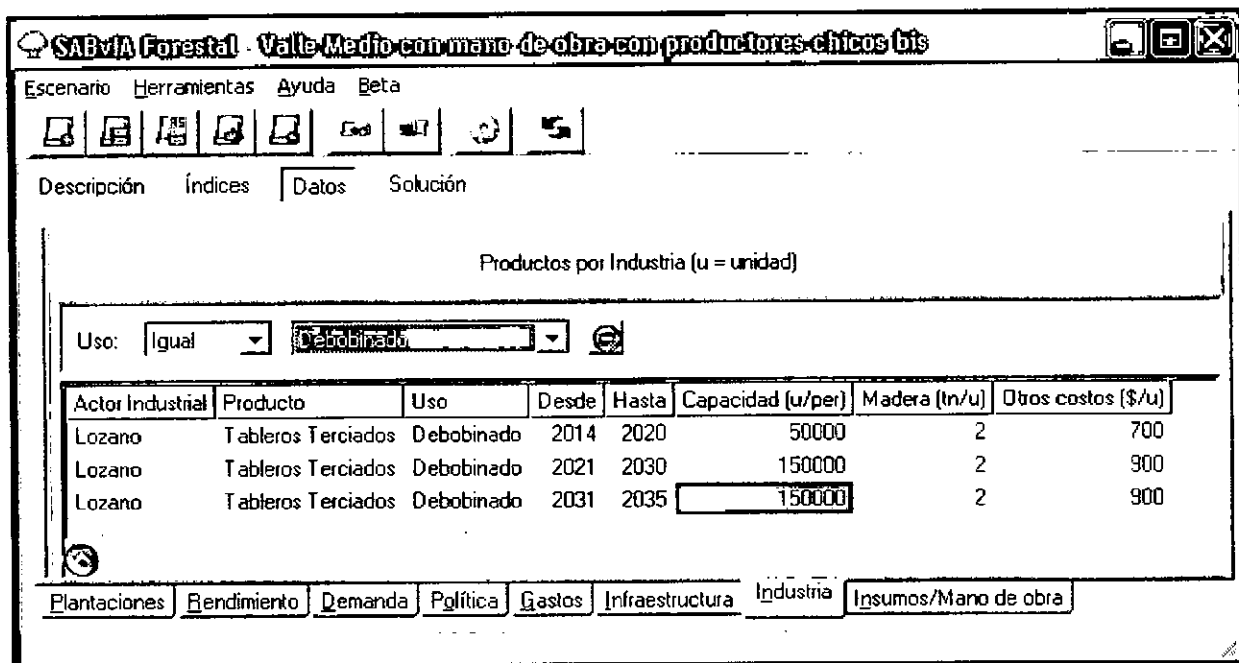 SABvIA Forestal - Valle Medio con mano de obra con productores chicos bis
Escenario Herramientas Ayuda Beta
Descripción Índices Datos Solución
Productos por Industria (u = unidad)
Uso: Igual Debobinado
Actor Industrial Producto Uso Desde Hasta Capacidad (u/per) Madera (tn/u) Otros costos ($/u)
Lozano Tableros Terciados Debobinado 2014 2020 50000 2 700
Lozano Tableros Terciados Debobinado 2021 2030 150000 2 900
Lozano Tableros Terciados Debobinado 2031 2035 150000 2 900
Plantaciones Rendimiento Demanda Política Gastos Infraestructura Industria Insumos/Mano de obra